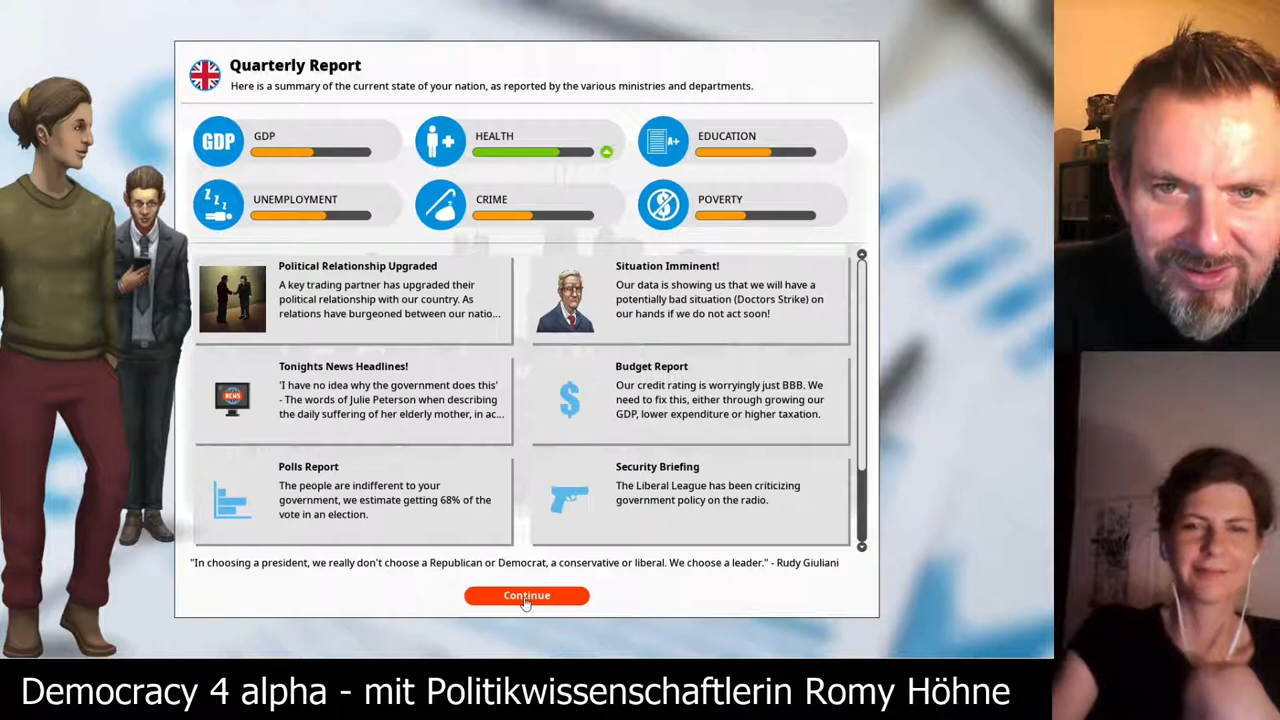 Quarterly Report
Here is a summary of the current state of your nation, as reported by the various ministries and departments.
GDP
GDP
HEALTH
A+
EDUCATION
Z Z Z
UNEMPLOYMENT
CRIME
$
POVERTY
Political Relationship Upgraded
A key trading partner has upgraded their
political relationship with our country. As
relations have burgeoned between our natio...
Situation Imminent!
Our data is showing us that we will have a
potentially bad situation (Doctors Strike) on
our hands if we do not act soon!
Tonights News Headlines!
NEWS
'I have no idea why the government does this'
- The words of Julie Peterson when describing
the daily suffering of her elderly mother, in ac...
Budget Report
$
Our credit rating is worryingly just BBB. We
need to fix this, either through growing our
GDP, lower expenditure or higher taxation.
Polls Report
The people are indifferent to your
government, we estimate getting 68% of the
vote in an election.
Security Briefing
The Liberal League has been criticizing
government policy on the radio.
"In choosing a president, we really don't choose a Republican or Democrat, a conservative or liberal. We choose a leader." - Rudy Giuliani
Continue
Democracy 4 alpha - mit Politikwissenschaftlerin Romy Höhne